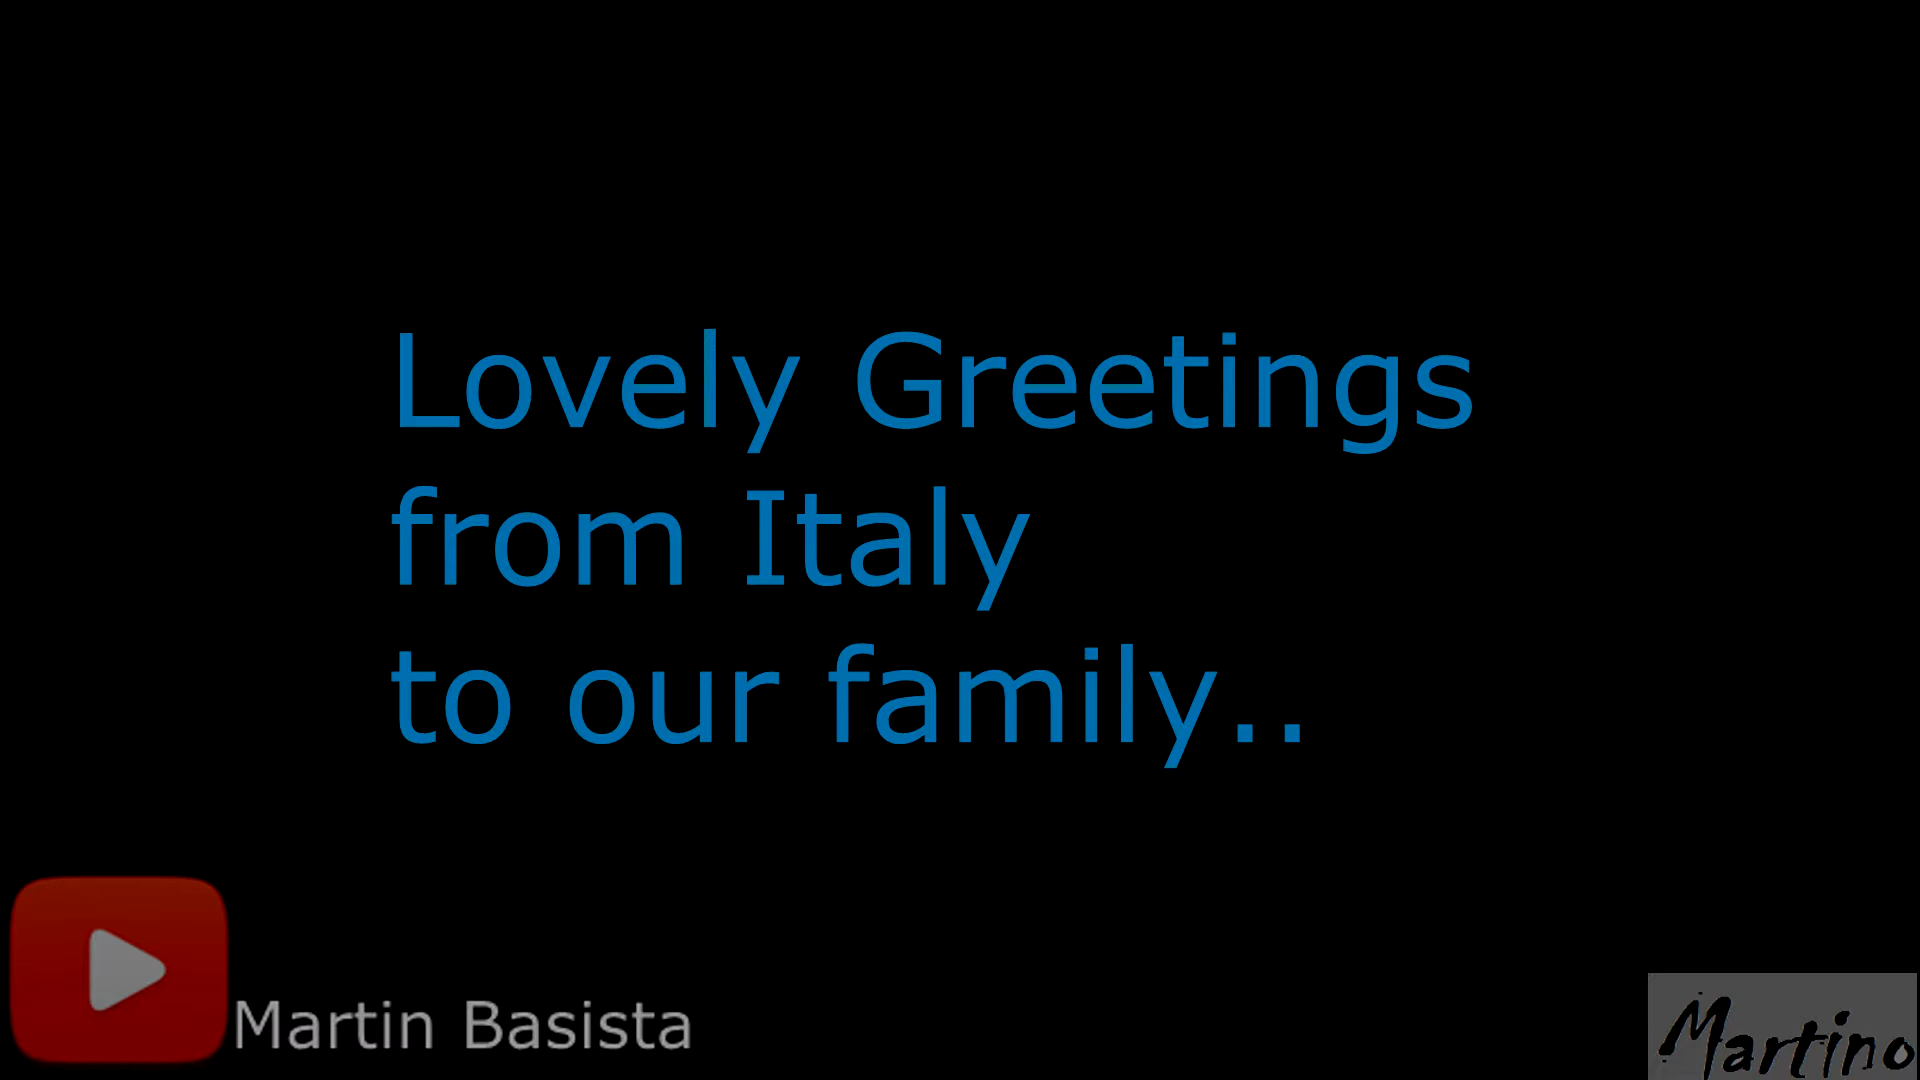 Lovely Greetings
from Italy
to our family..
Martin Basista
Martino